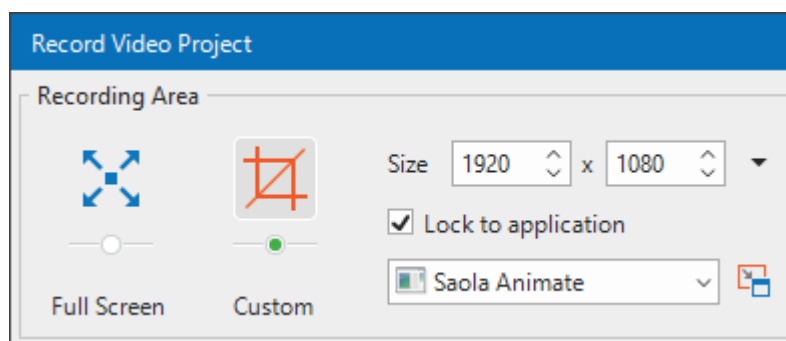 Record Video Project
Recording Area
Size 1920 x 1080
Lock to application
Saola Animate
Full Screen Custom